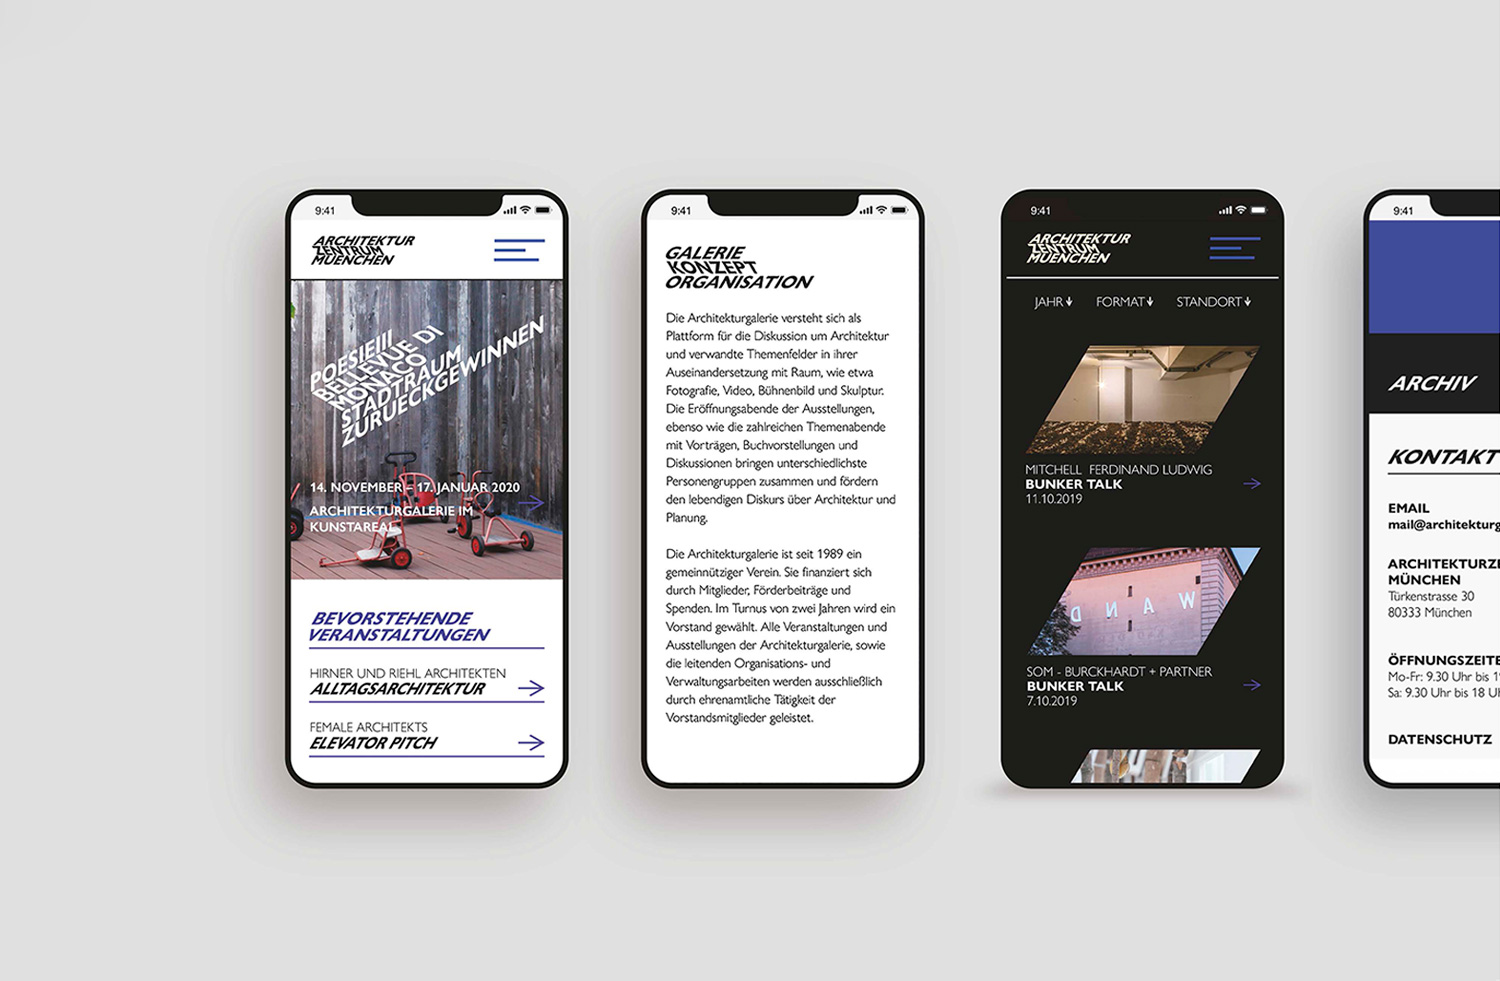 9:41
ARCHITEKTUR
ZENTRUM
MUENCHEN
POESIEIII
BELLEVUE DI
MONACO
STADTRAUM
ZURUECKGEWINNEN
14. NOVEMBER – 17. JANUAR 2020
ARCHITEKTURGALERIE IM
KUNSTAREAL
BEVORSTEHENDE
VERANSTALTUNGEN
HIRNER UND RIEHL ARCHITEKTEN
ALLTAGSARCHITEKTUR
FEMALE ARCHITEKTS
ELEVATOR PITCH
9:41
GALERIE
KONZEPT
ORGANISATION
Die Architekturgalerie versteht sich als
Plattform für die Diskussion um Architektur
und verwandte Themenfelder in ihrer
Auseinandersetzung mit Raum, wie etwa
Fotografie, Video, Bühnenbild und Skulptur.
Die Eröffnungsabende der Ausstellungen,
ebenso wie die zahlreichen Themenabende
mit Vorträgen, Buchvorstellungen und
Diskussionen bringen unterschiedlichste
Personengruppen zusammen und fördern
den lebendigen Diskurs über Architektur und
Planung.
Die Architekturgalerie ist seit 1989 ein
gemeinnütziger Verein. Sie finanziert sich
durch Mitglieder, Förderbeiträge und
Spenden. Im Turnus von zwei Jahren wird ein
Vorstand gewählt. Alle Veranstaltungen und
Ausstellungen der Architekturgalerie, sowie
die leitenden Organisations- und
Verwaltungsarbeiten werden ausschließlich
durch ehrenamtliche Tätigkeit der
Vorstandsmitglieder geleistet.
9:41
ARCHITEKTUR
ZENTRUM
MUENCHEN
JAHR FORMAT STANDORT
MITCHELL FERDINAND LUDWIG
BUNKER TALK
11.10.2019
WAND
SOM - BURCKHARDT + PARTNER
BUNKER TALK
7.10.2019
9:41
ARCHIV
KONTAKT
EMAIL
mail@architekturg
ARCHITEKTURZE
MÜNCHEN
Türkenstrasse 30
80333 München
ÖFFNUNGSZEITE
Mo-Fr: 9.30 Uhr bis 1
Sa: 9.30 Uhr bis 18 U
DATENSCHUTZ